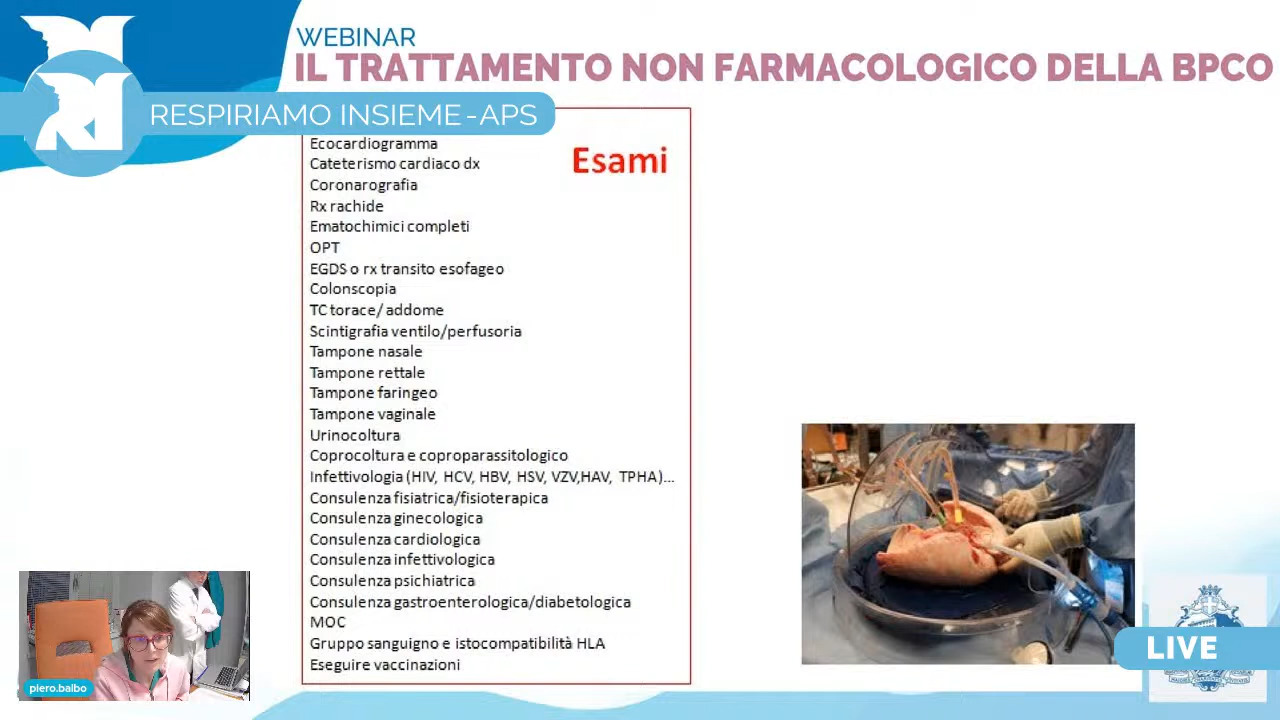 WEBINAR
IL TRATTAMENTO NON FARMACOLOGICO DELLA BPCO
RESPIRIAMO INSIEME-APS
Esami
Ecocardiogramma
Cateterismo cardiaco dx
Coronarografia
Rx rachide
Ematochimici completi
OPT
EGDS o rx transito esofageo
Colonscopia
TC torace/ addome
Scintigrafia ventilo/perfusoria
Tampone nasale
Tampone rettale
Tampone faringeo
Tampone vaginale
Urinocoltura
Coprocoltura e coproparassitologico
Infettivologia (HIV, HCV, HBV, HSV, VZV,HAV, TPHA)...
Consulenza fisiatrica/fisioterapica
Consulenza ginecologica
Consulenza cardiologica
Consulenza infettivologica
Consulenza psichiatrica
Consulenza gastroenterologica/diabetologica
MOC
Gruppo sanguigno e istocompatibilità HLA
Eseguire vaccinazioni
piero.balbo
LIVE